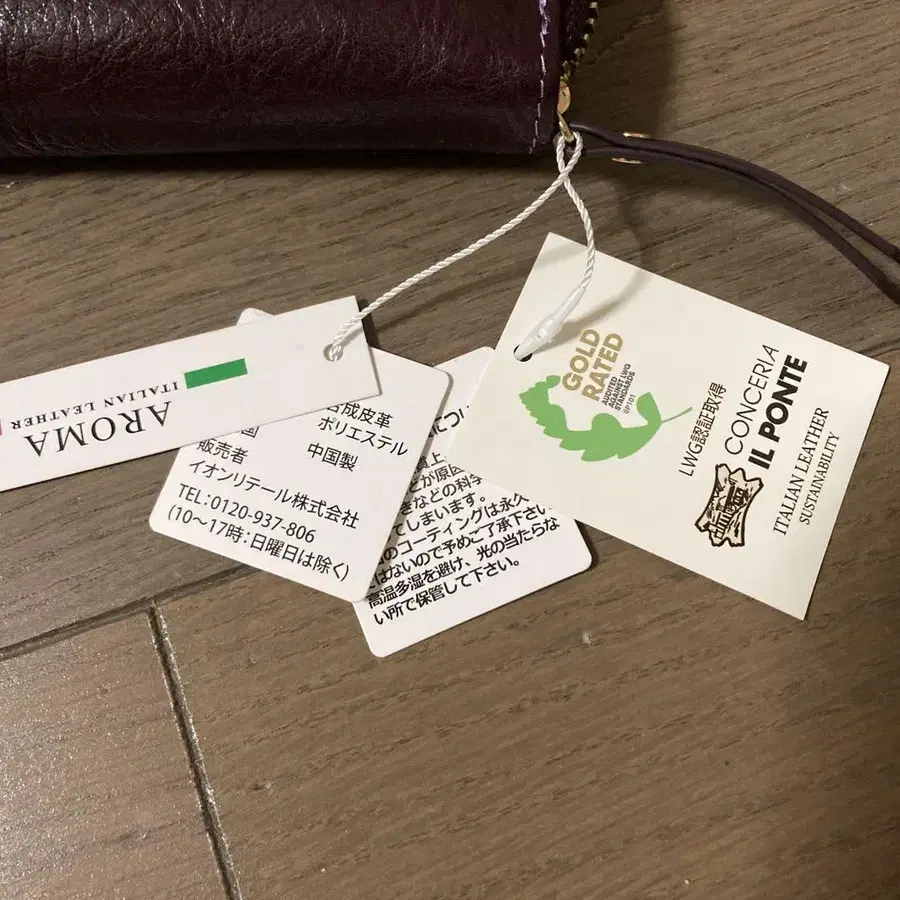 AROMA
ITALIAN LEATHER
合成皮革
ポリエステル
中国製
販売者
イオンリテール株式会社
TEL:0120-937-806
(10〜17時:日曜日は除く)
が原因
きなどの科学
てしまいます。
のコーティングは永久
はないので予めご了承下さい
高温多湿を避け、光の当たらな
い所で保管して下さい。
GOLD
RATED
AUDITED
AGAINST LWG
STANDARDS
LWG認証取得
CONCERIA
IL PONTE
ITALIAN LEATHER
SUSTAINABILITY